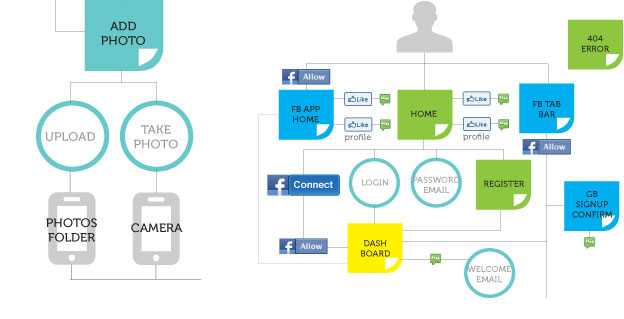 ADD
PHOTO
UPLOAD
TAKE
PHOTO
PHOTOS
FOLDER
CAMERA
404
ERROR
f Allow
FB APP
HOME
Like
Like
profile
HOME
Like
Like
profile
FB TAB
BAR
f Allow
f Connect
LOGIN
PASSWORD
EMAIL
REGISTER
GB
SIGNUP
CONFIRM
f Allow
DASH
BOARD
WELCOME
EMAIL